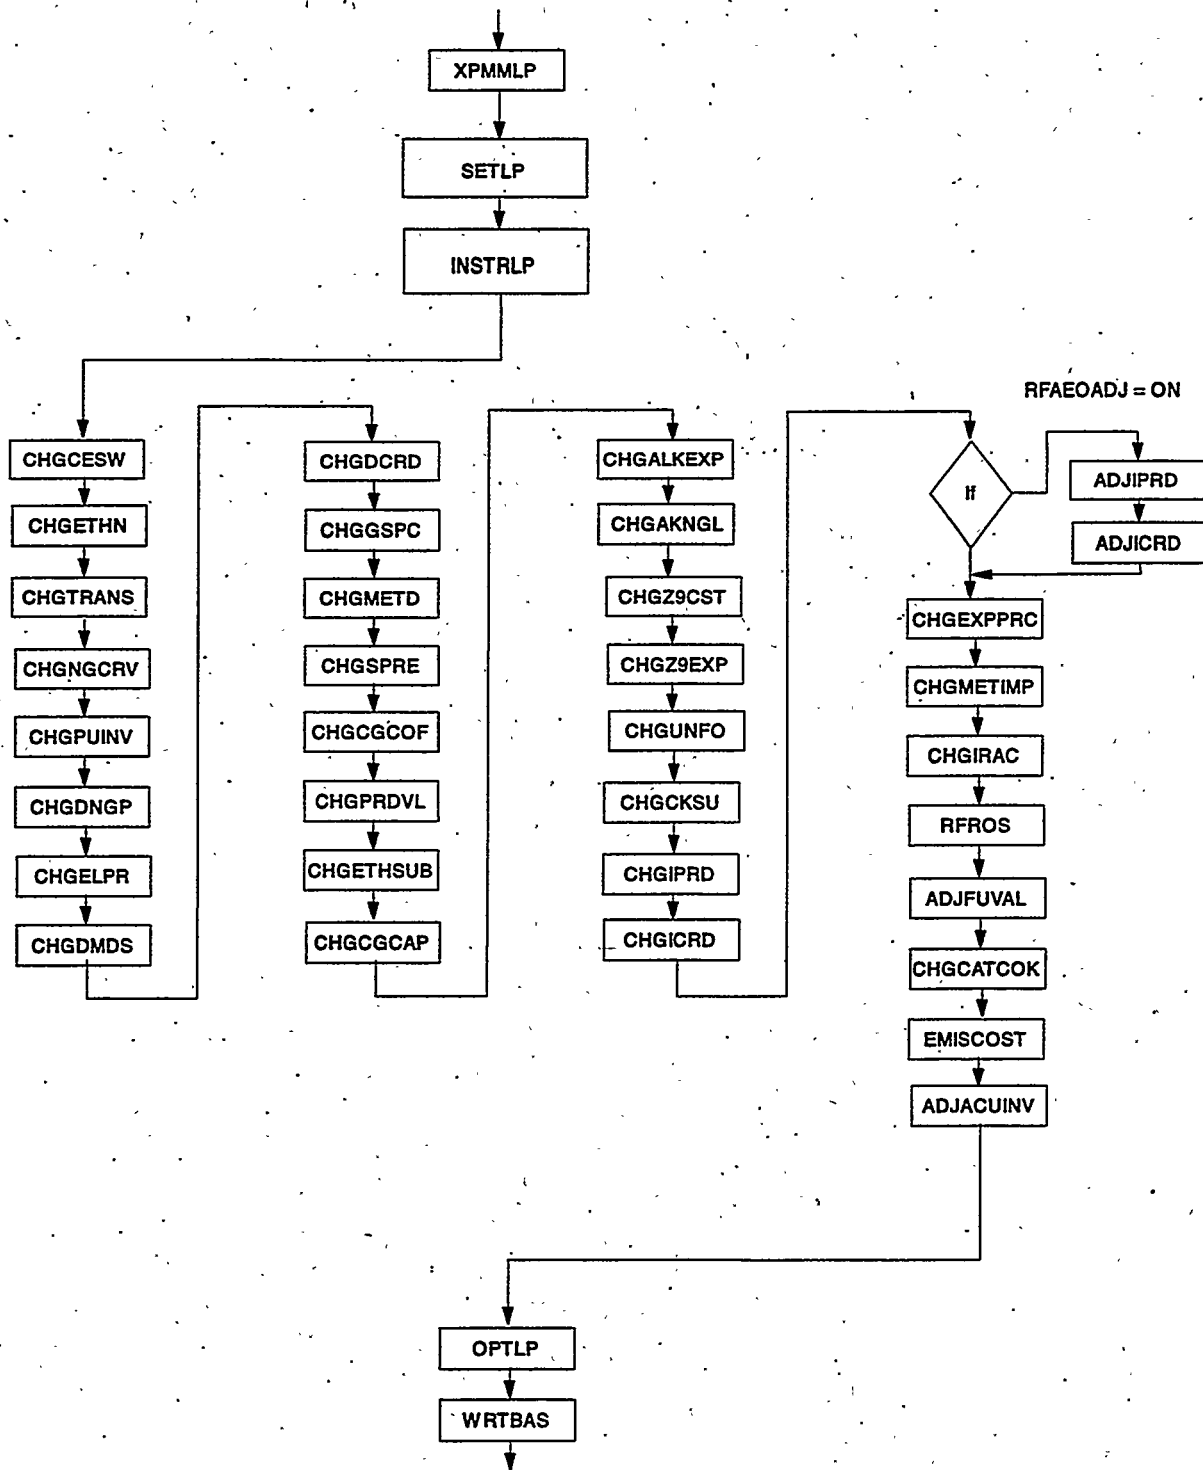 XPMMLP
SETLP
INSTRLP
CHGCESW
CHGETHN
CHGTRANS
CHGNGCRV
CHGPUINV
CHGDNGP
CHGELPR
CHGDMDS
CHGDCRD
CHGGSPC
CHGMETD
CHGSPRE
CHGCGCOF
CHGPRDVL
CHGETHSUB
CHGCGCAP
CHGALKEXP
CHGAKNGL
CHGZ9CST
CHGZ9EXP
CHGUNFO
CHGCKSU
CHGIPRD
CHGICRD
RFAEOADJ = ON
If
ADJIPRD
ADJICRD
CHGEXPPRC
CHGMETIMP
CHGIRAC
RFROS
ADJFUVAL
CHGCATCOK
EMISCOST
ADJACUINV
OPTLP
WRTBAS